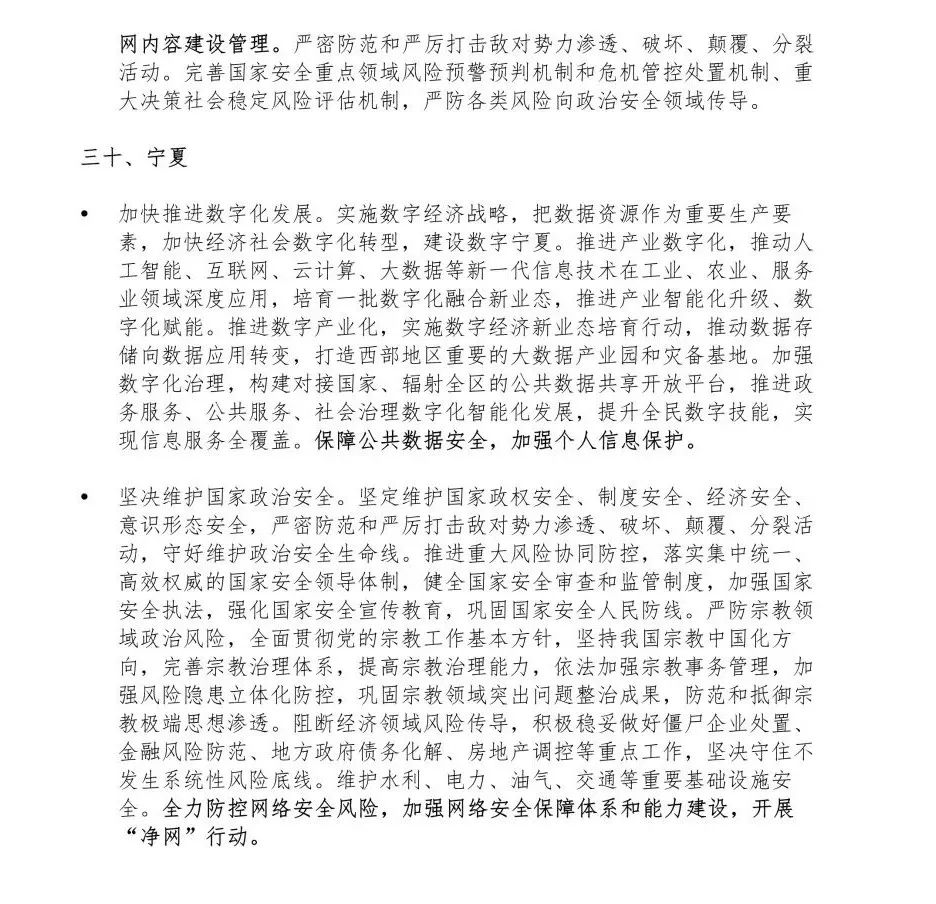 网内容建设管理。严密防范和严厉打击敌对势力渗透、破坏、颠覆、分裂
活动。完善国家安全重点领域风险预警预判机制和危机管控处置机制、重
大决策社会稳定风险评估机制，严防各类风险向政治安全领域传导。
三十、宁夏
• 加快推进数字化发展。实施数字经济战略，把数据资源作为重要生产要
素，加快经济社会数字化转型，建设数字宁夏。推进产业数字化，推动人
工智能、互联网、云计算、大数据等新一代信息技术在工业、农业、服务
业领域深度应用，培育一批数字化融合新业态，推进产业智能化升级、数
字化赋能。推进数字产业化，实施数字经济新业态培育行动，推动数据存
储向数据应用转变，打造西部地区重要的大数据产业园和灾备基地。加强
数字化治理，构建对接国家、辐射全区的公共数据共享开放平台，推进政
务服务、公共服务、社会治理数字化智能化发展，提升全民数字技能，实
现信息服务全覆盖。保障公共数据安全，加强个人信息保护。
• 坚决维护国家政治安全。坚定维护国家政权安全、制度安全、经济安全、
意识形态安全，严密防范和严厉打击敌对势力渗透、破坏、颠覆、分裂活
动，守好维护政治安全生命线。推进重大风险协同防控，落实集中统一、
高效权威的国家安全领导体制，健全国家安全审查和监管制度，加强国家
安全执法，强化国家安全宣传教育，巩固国家安全人民防线。严防宗教领
域政治风险，全面贯彻党的宗教工作基本方针，坚持我国宗教中国化方
向，完善宗教治理体系，提高宗教治理能力，依法加强宗教事务管理，加
强风险隐患立体化防控，巩固宗教领域突出问题整治成果，防范和抵御宗
教极端思想渗透。阻断经济领域风险传导，积极稳妥做好僵尸企业处置、
金融风险防范、地方政府债务化解、房地产调控等重点工作，坚决守住不
发生系统性风险底线。维护水利、电力、油气、交通等重要基础设施安
全。全力防控网络安全风险，加强网络安全保障体系和能力建设，开展
“净网”行动。